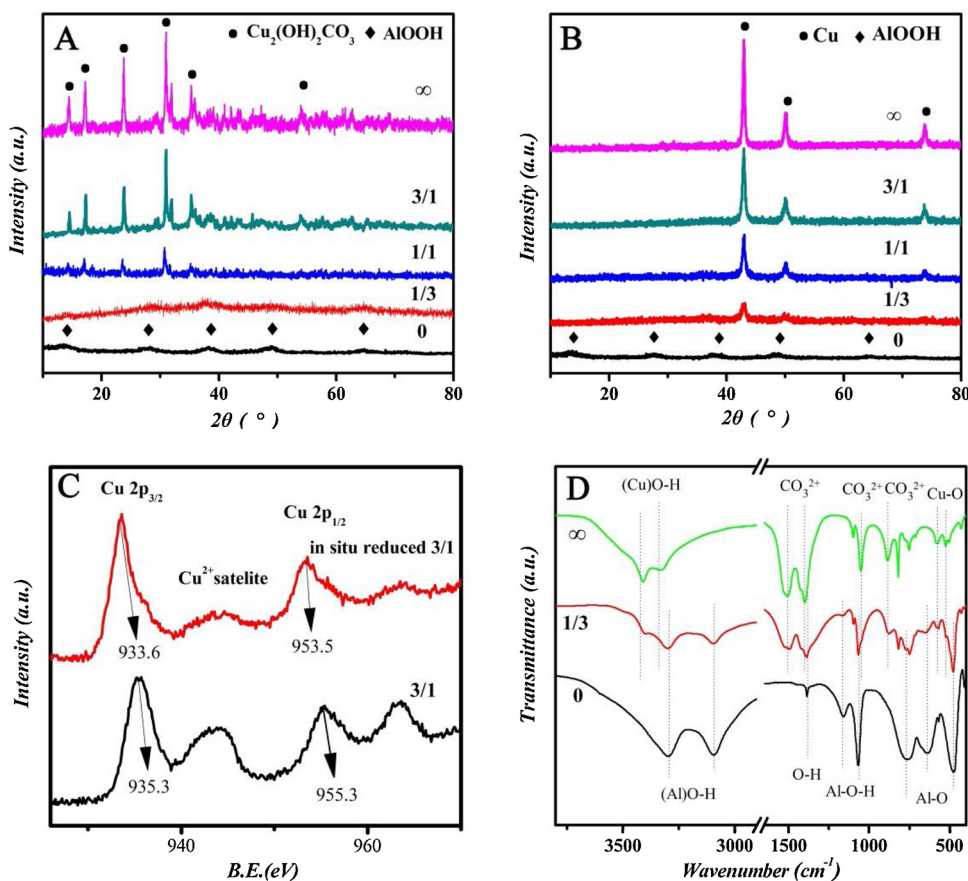 A
● Cu₂(OH)₂CO₃ ◆ AlOOH
∞
3/1
1/1
1/3
0
Intensity (a.u.)
0 20 40 60 80
2θ ( ° )
B
● Cu ◆ AlOOH
∞
3/1
1/1
1/3
0
Intensity (a.u.)
20 40 60 80
2θ ( ° )
C
Cu 2p₃/₂
Cu 2p₁/₂
in situ reduced 3/1
Cu²⁺satelite
933.6
953.5
3/1
935.3
955.3
Intensity (a.u.)
940 960
B.E.(eV)
D
(Cu)O-H
CO₃²⁺
CO₃²⁺
CO₃²⁺
Cu-O
∞
1/3
0
O-H
(Al)O-H
Al-O-H
Al-O
Transmittance (a.u.)
3500 3000 1500 1000 500
Wavenumber (cm⁻¹)